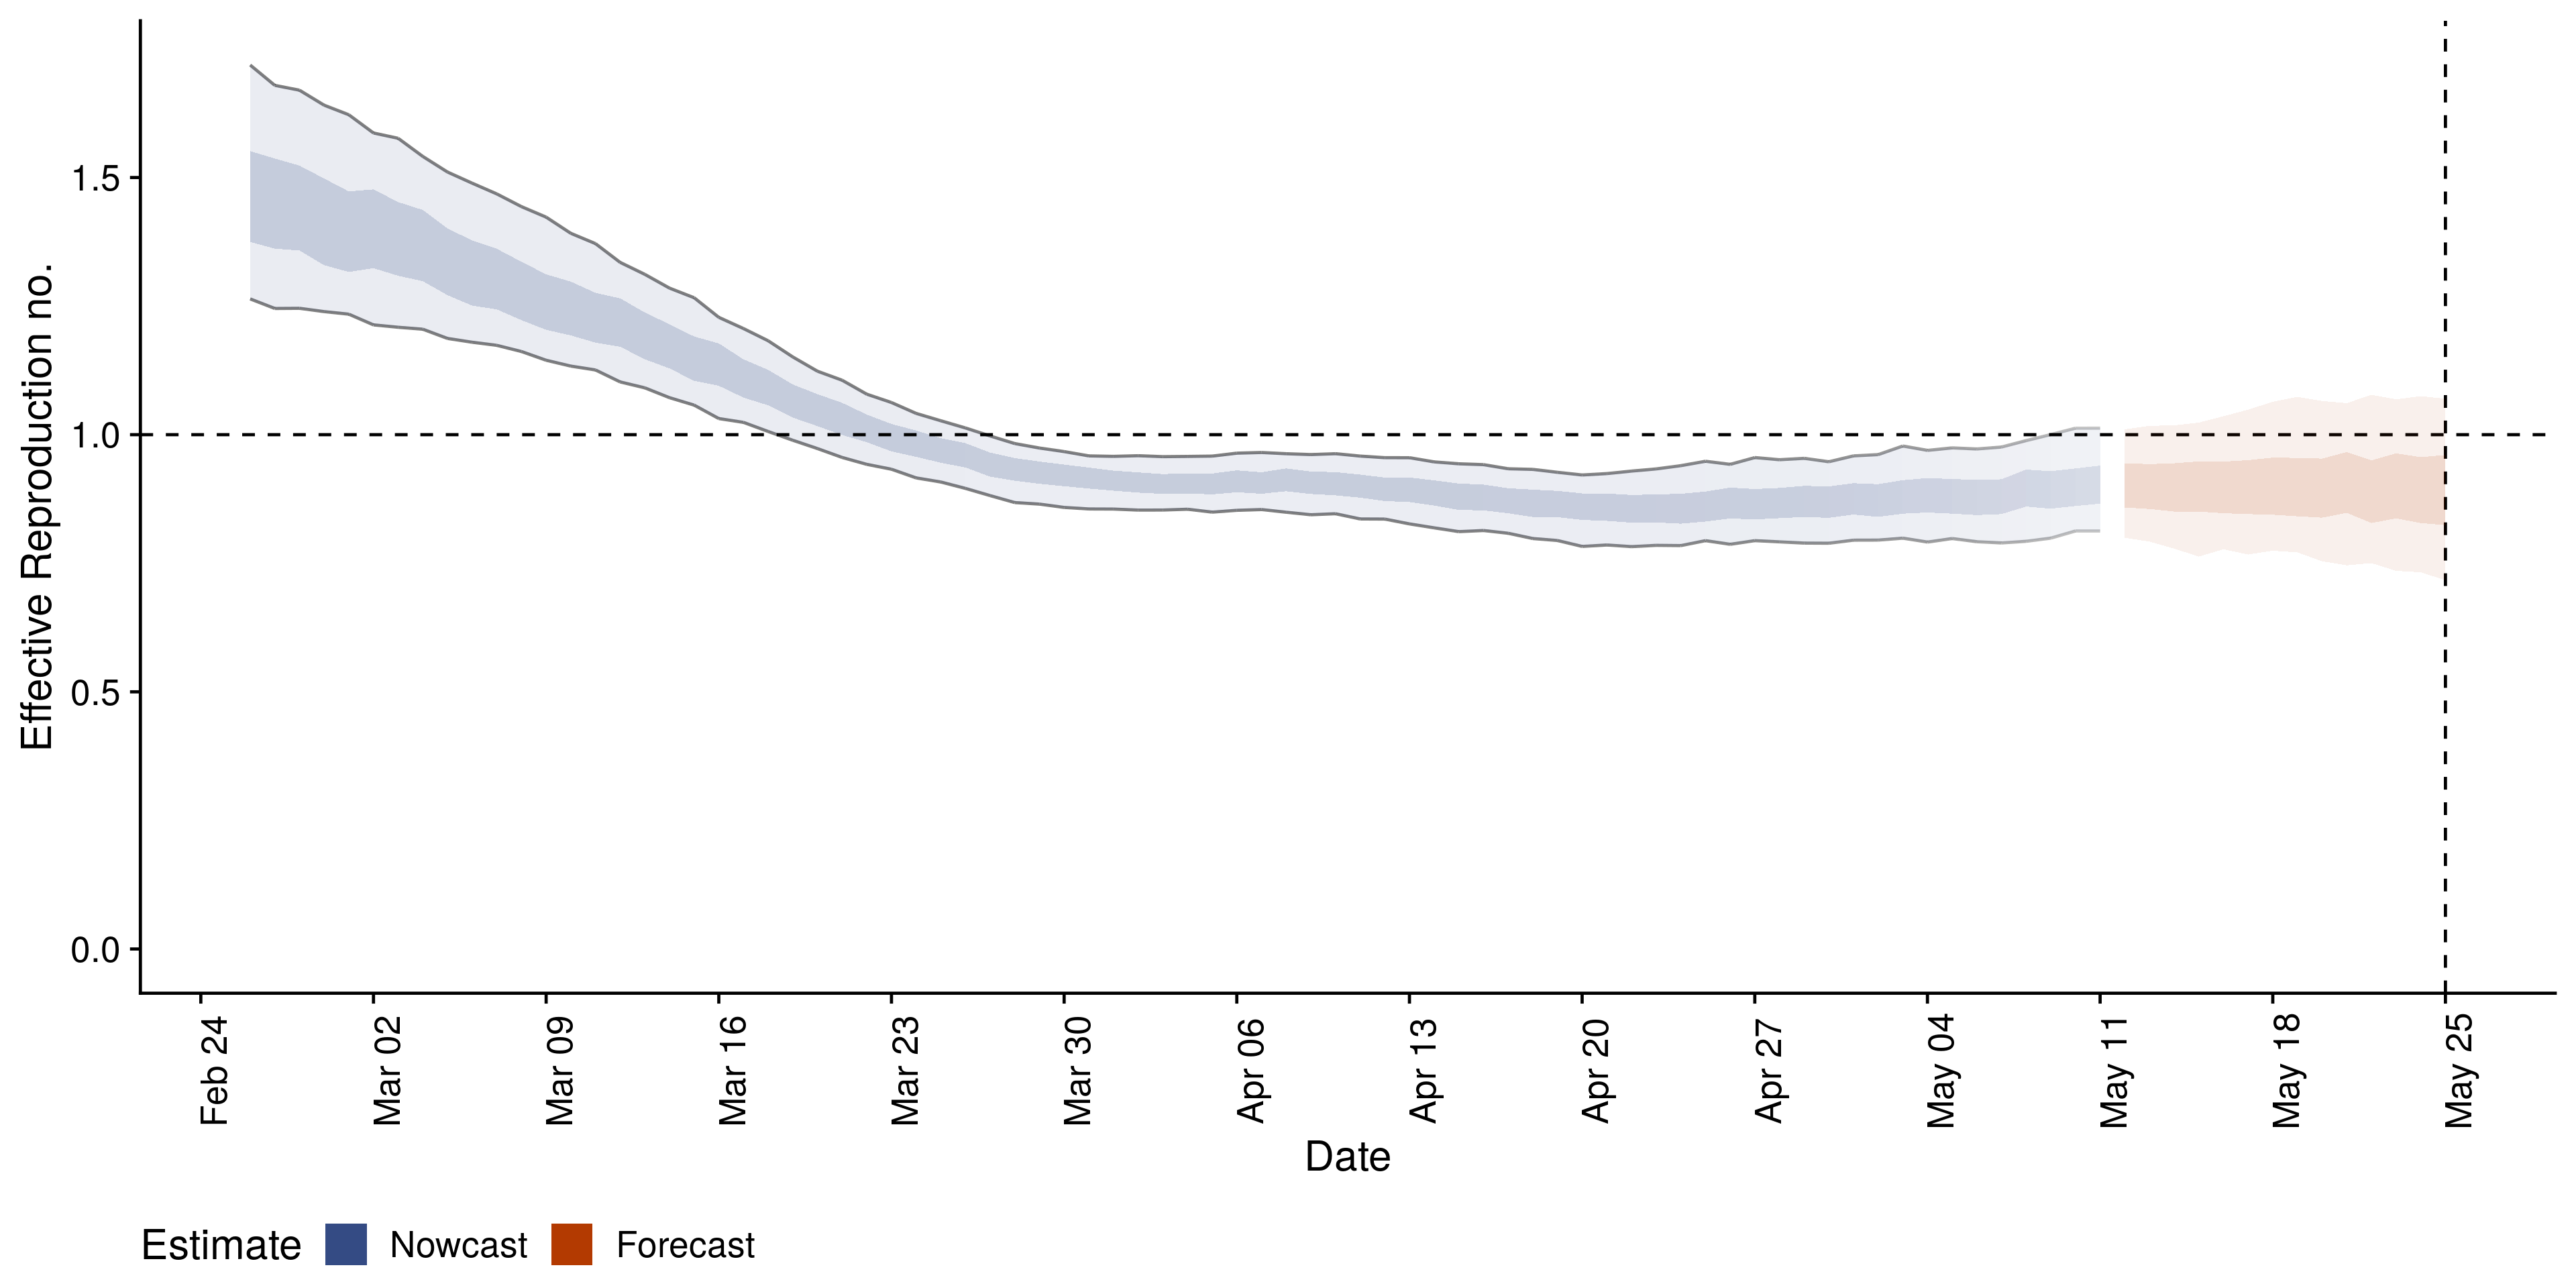 Effective Reproduction no.
1.5
1.0
0.5
0.0
Feb 24
Mar 02
Mar 09
Mar 16
Mar 23
Mar 30
Apr 06
Apr 13
Apr 20
Apr 27
May 04
May 11
May 18
May 25
Date
Estimate Nowcast Forecast